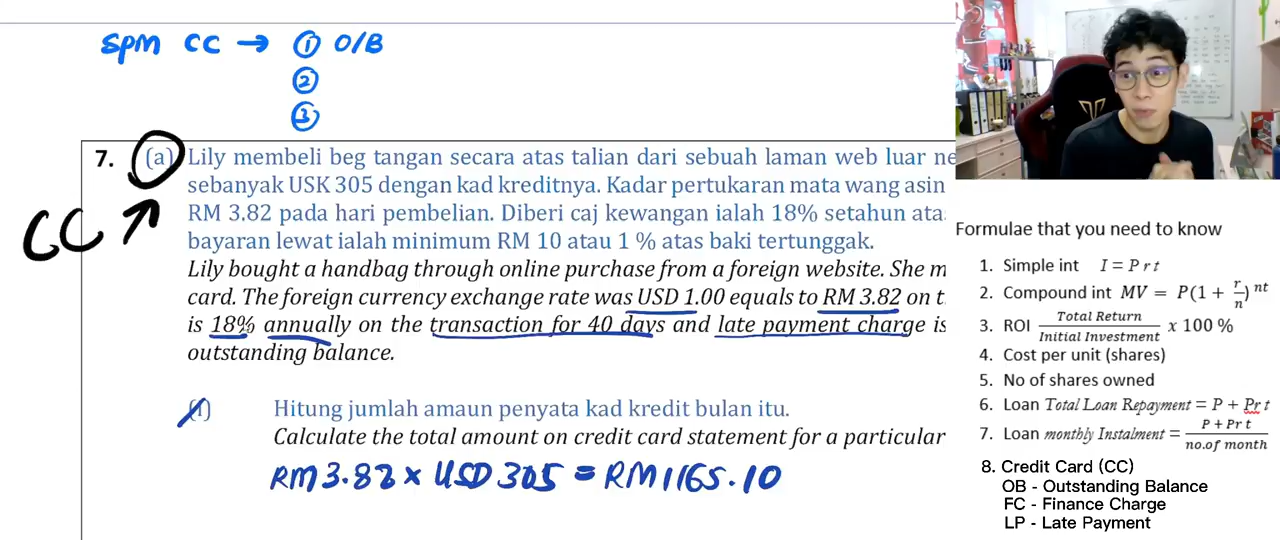 spm CC → ① O/B
②
③
7. (a) Lily membeli beg tangan secara atas talian dari sebuah laman web luar ne
sebanyak USK 305 dengan kad kreditnya. Kadar pertukaran mata wang asin
RM 3.82 pada hari pembelian. Diberi caj kewangan ialah 18% setahun ata
bayaran lewat ialah minimum RM 10 atau 1 % atas baki tertunggak.
CC
Lily bought a handbag through online purchase from a foreign website. She m
card. The foreign currency exchange rate was USD 1.00 equals to RM 3.82 on t
is 18% annually on the transaction for 40 days and late payment charge is
outstanding balance.
(i) Hitung jumlah amaun penyata kad kredit bulan itu.
Calculate the total amount on credit card statement for a particular
RM 3.82 × USD 305 = RM1165.10
Formulae that you need to know
1. Simple int I = P r t
2. Compound int MV = P(1 + r/n)^nt
3. ROI Total Return / Initial Investment x 100 %
4. Cost per unit (shares)
5. No of shares owned
6. Loan Total Loan Repayment = P + Pr t
7. Loan monthly Instalment = P + Pr t / no.of month
8. Credit Card (CC)
OB - Outstanding Balance
FC - Finance Charge
LP - Late Payment